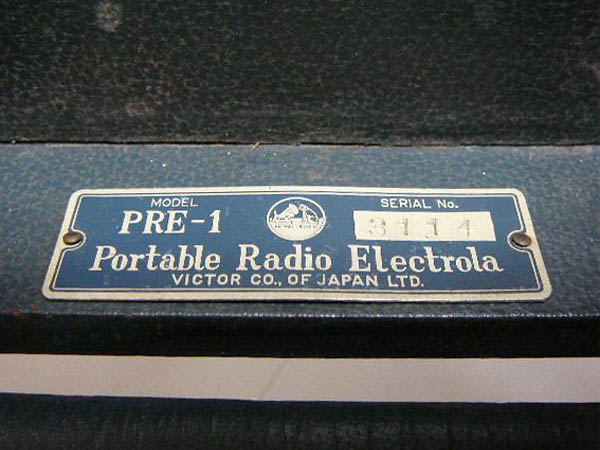 MODEL
PRE-1
SERIAL No.
3114
Portable Radio Electrola
VICTOR CO., OF JAPAN LTD.